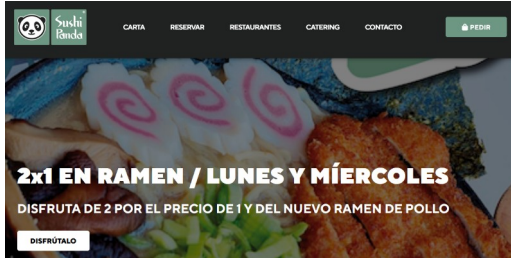 Sushi
Panda
CARTA
RESERVAR
RESTAURANTES
CATERING
CONTACTO
PEDIR
2x1 EN RAMEN / LUNES Y MÍERCOLES
DISFRUTA DE 2 POR EL PRECIO DE 1 Y DEL NUEVO RAMEN DE POLLO
DISFRÚTALO